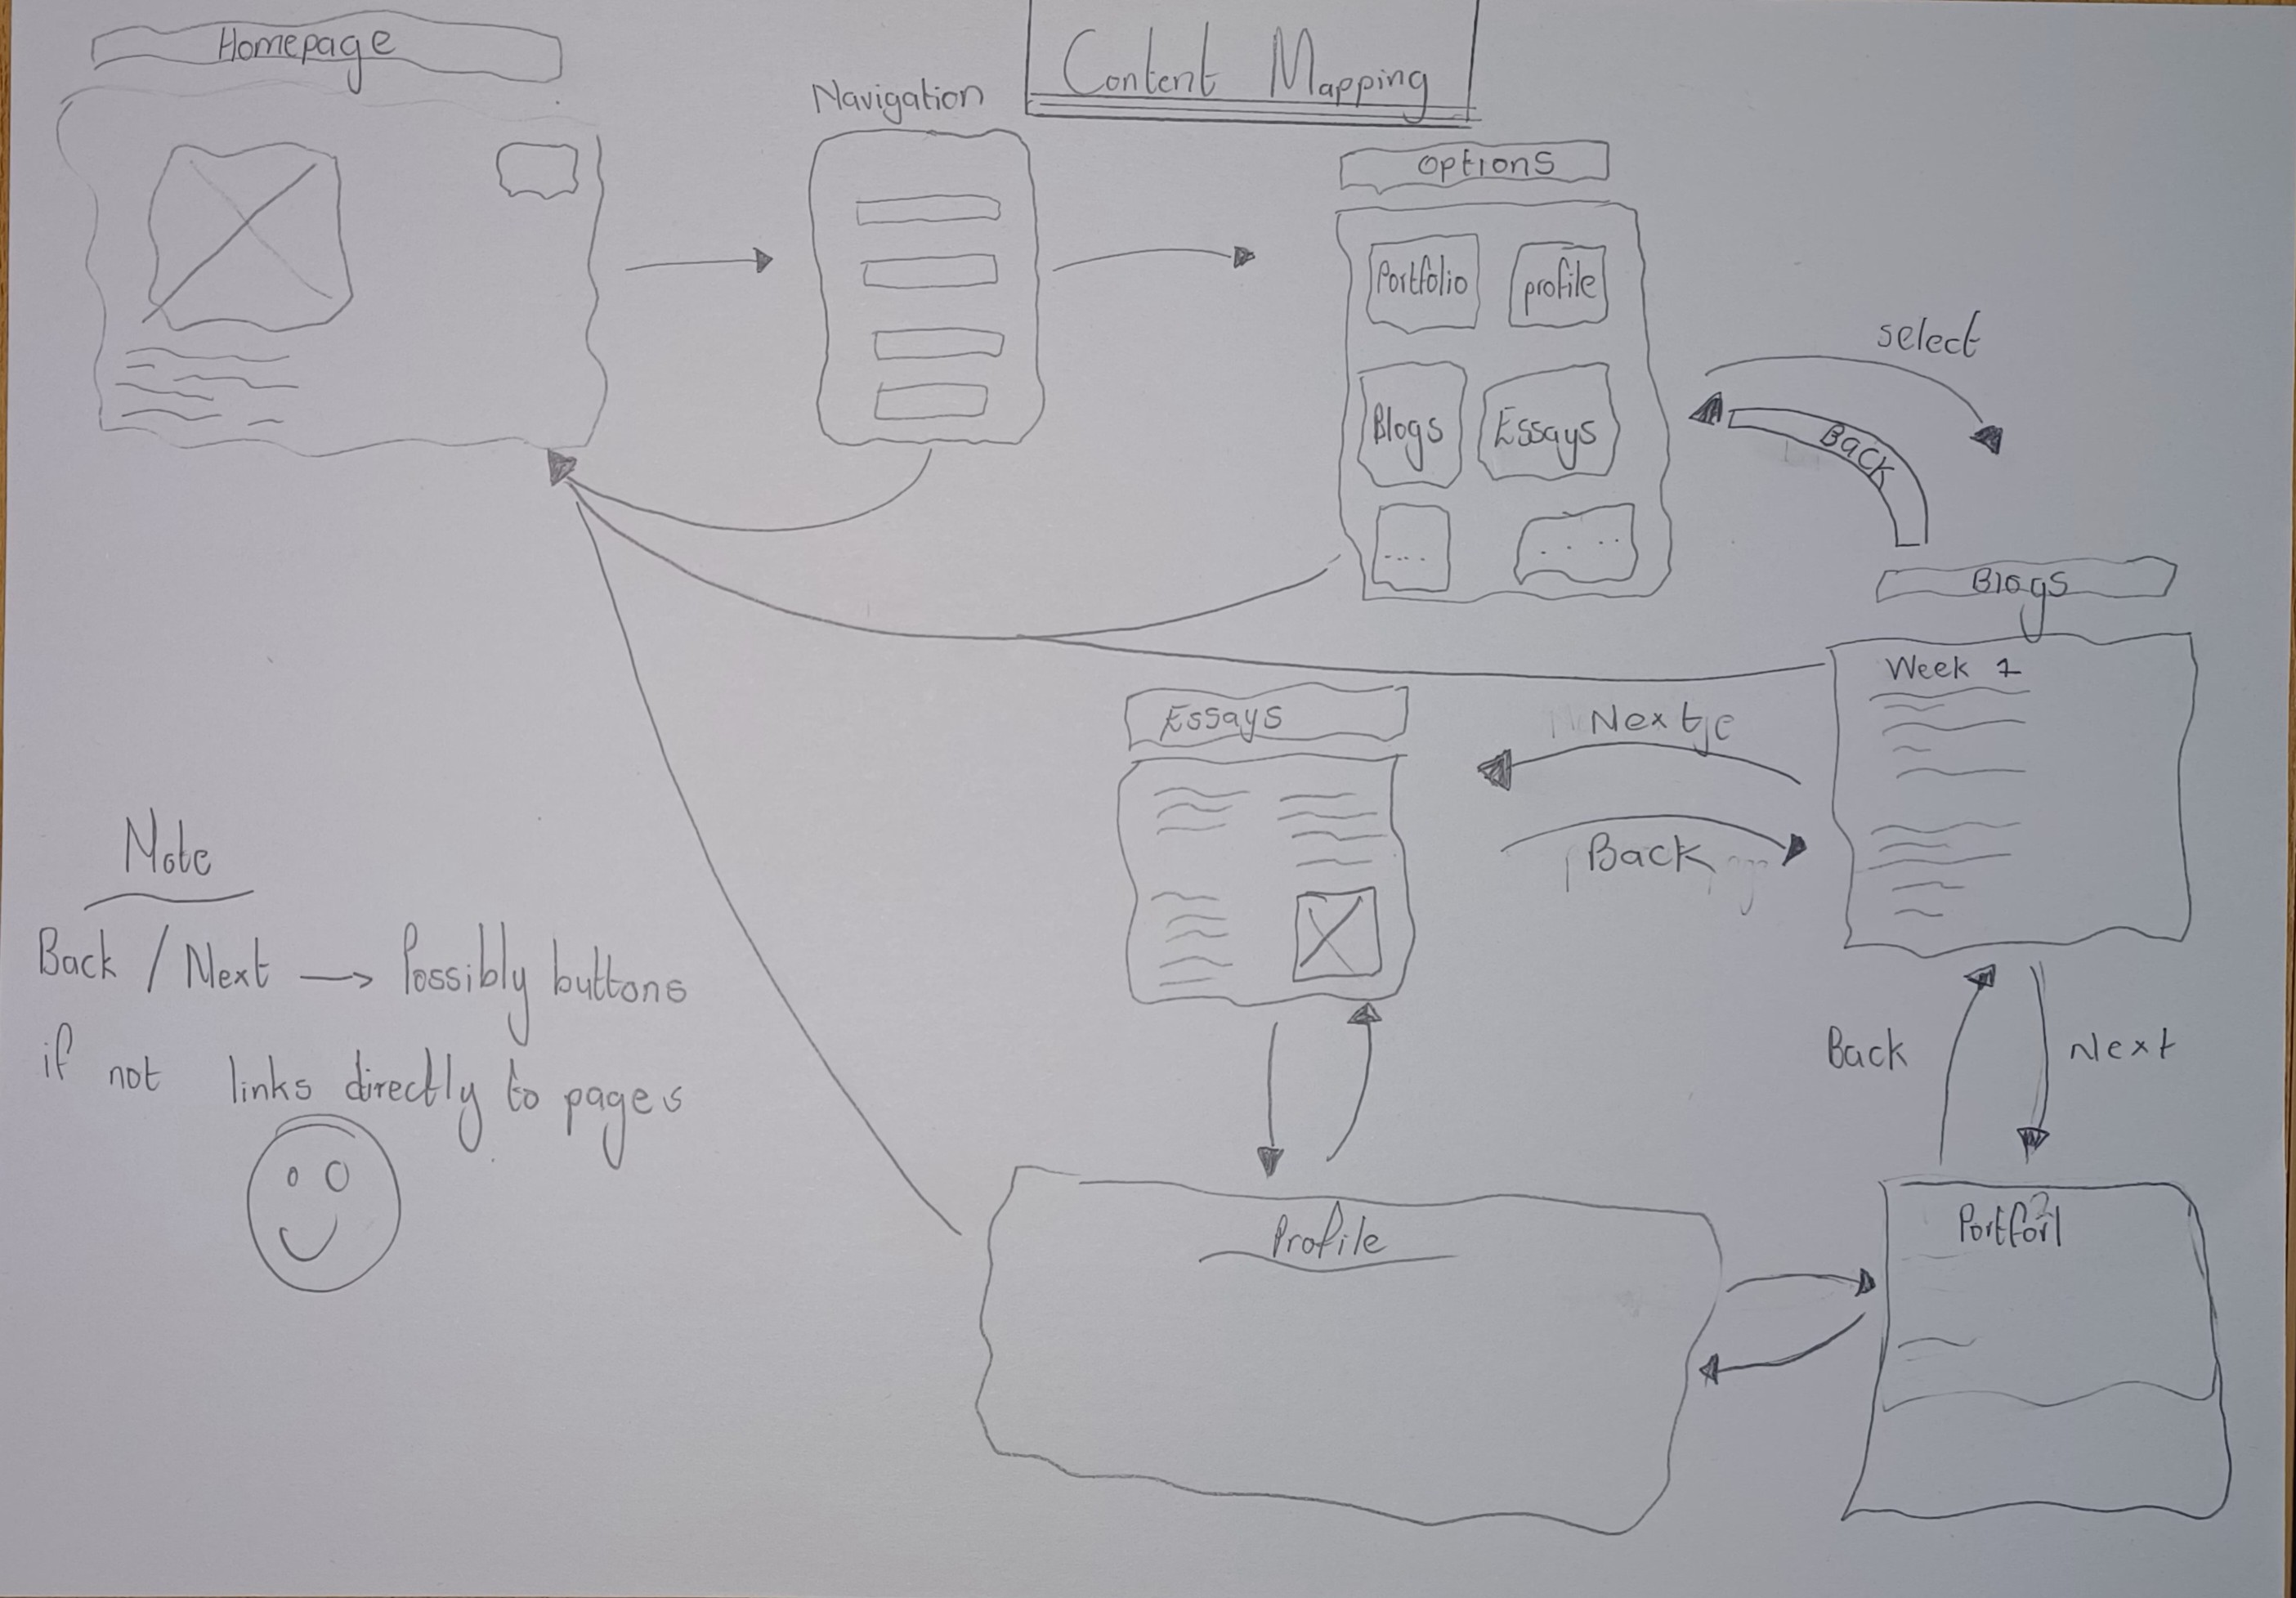 Homepage
Content Mapping
Navigation
options
Portfolio
profile
Blogs
Essays
....
. . ..
select
Back
Blogs
Week 1
Essays
Next
Back
Note
Back / Next → Possibly buttons
if not links directly to pages
Back
Next
Profile